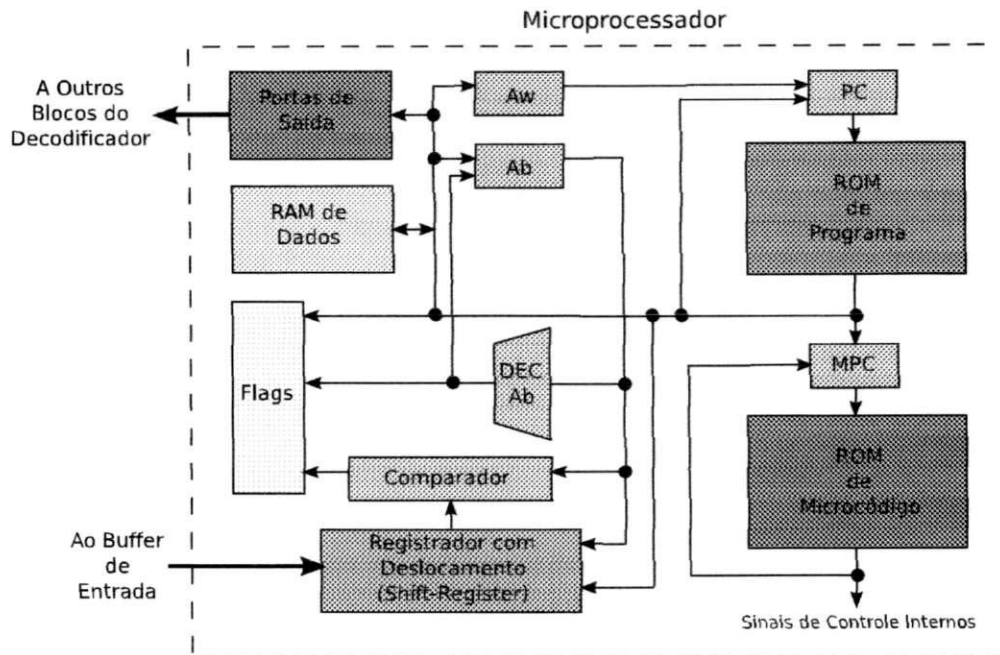 Microprocessador
A Outros
Blocos do
Decodificador
Portas de
Saída
Aw
PC
Ab
ROM
de
Programa
RAM de
Dados
Flags
DEC
Ab
MPC
ROM
de
Microcódigo
Comparador
Ao Buffer
de
Entrada
Registrador com
Deslocamento
(Shift-Register)
Sinais de Controle Internos